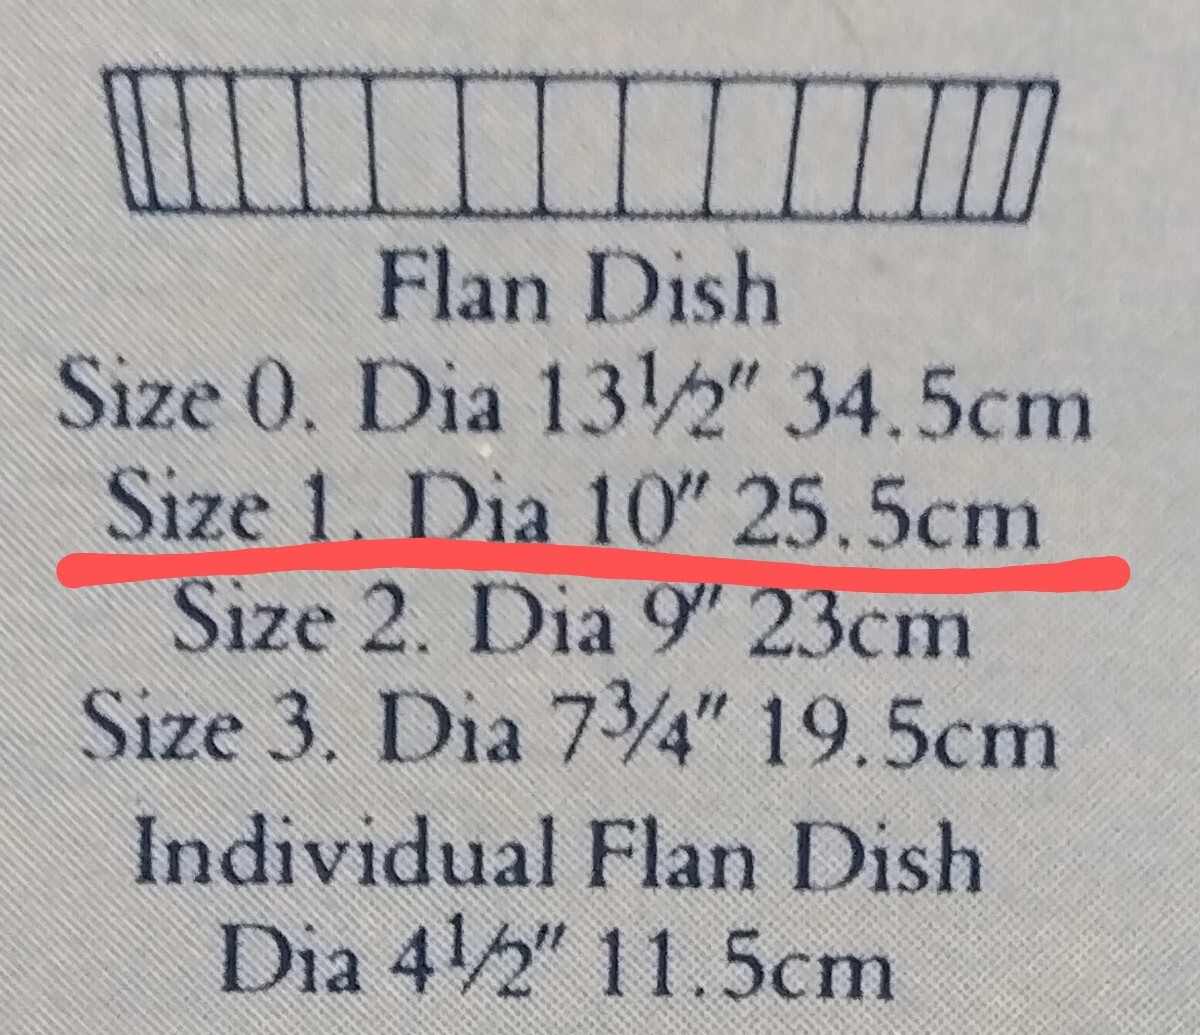 Flan Dish
Size 0. Dia 13½" 34.5cm
Size 1. Dia 10" 25.5cm
Size 2. Dia 9" 23cm
Size 3. Dia 7¾" 19.5cm
Individual Flan Dish
Dia 4½" 11.5cm